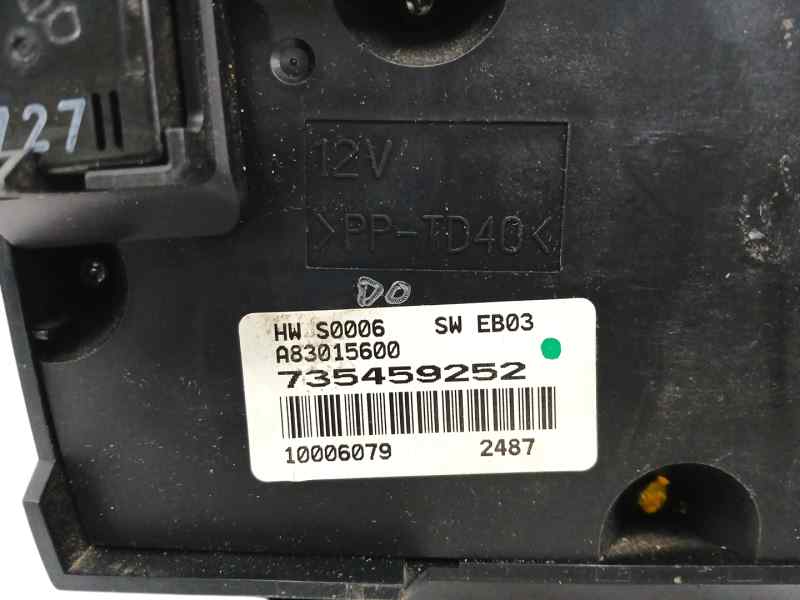 127
12V
>PP-TD40<
DO
HW S0006 SW EB03
A83015600
735459252
10006079 2487